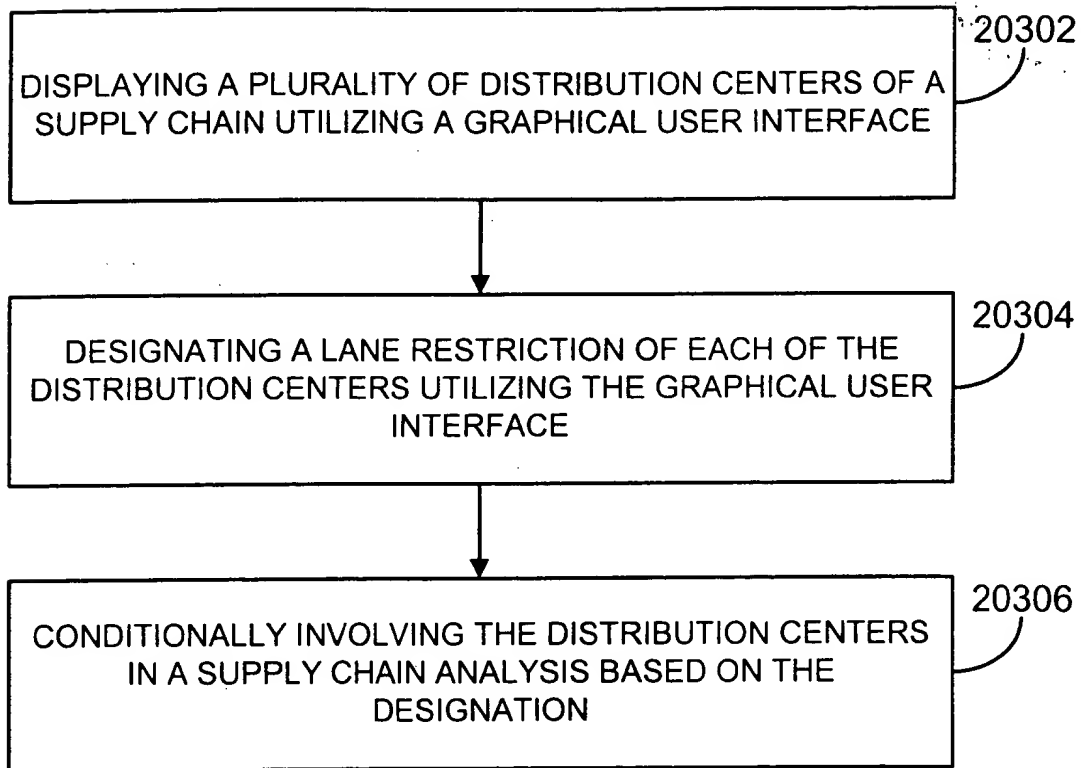 20302
DISPLAYING A PLURALITY OF DISTRIBUTION CENTERS OF A
SUPPLY CHAIN UTILIZING A GRAPHICAL USER INTERFACE
20304
DESIGNATING A LANE RESTRICTION OF EACH OF THE
DISTRIBUTION CENTERS UTILIZING THE GRAPHICAL USER
INTERFACE
20306
CONDITIONALLY INVOLVING THE DISTRIBUTION CENTERS
IN A SUPPLY CHAIN ANALYSIS BASED ON THE
DESIGNATION